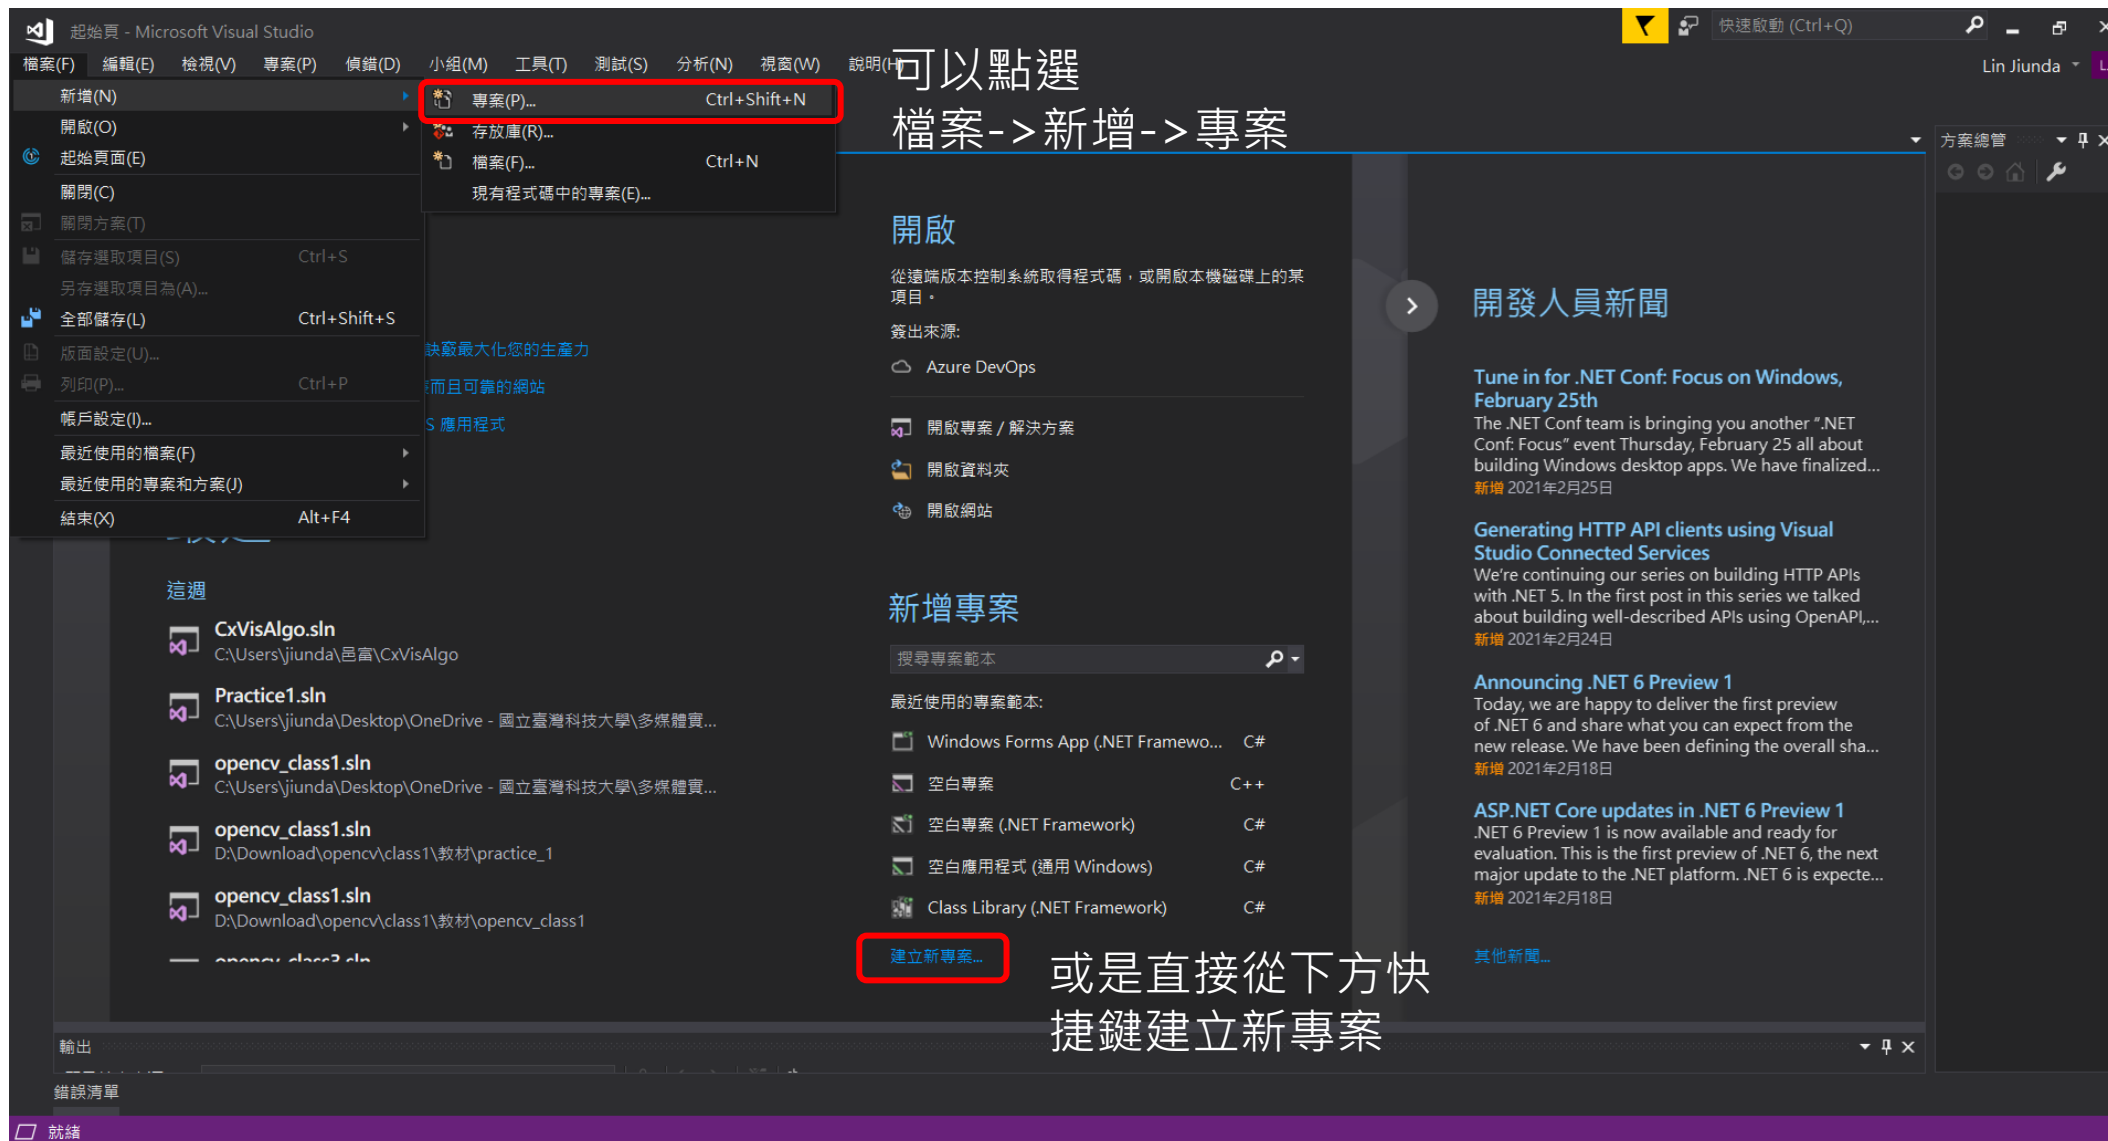 起始頁 - Microsoft Visual Studio
快速啟動 (Ctrl+Q)
檔案(F) 編輯(E) 檢視(V) 專案(P) 偵錯(D) 小組(M) 工具(T) 測試(S) 分析(N) 視窗(W) 說明(H)
Lin Jiunda
可以點選
檔案->新增->專案
新增(N)
開啟(O)
起始頁面(E)
關閉(C)
關閉方案(T)
儲存選取項目(S) Ctrl+S
另存選取項目為(A)...
全部儲存(L) Ctrl+Shift+S
版面設定(U)...
列印(P)... Ctrl+P
帳戶設定(I)...
最近使用的檔案(F)
最近使用的專案和方案(J)
結束(X) Alt+F4
專案(P)... Ctrl+Shift+N
存放庫(R)...
檔案(F)... Ctrl+N
現有程式碼中的專案(E)...
訣竅最大化您的生產力
而且可靠的網站
S 應用程式
這週
CxVisAlgo.sln
C:\Users\jiunda\邑富\CxVisAlgo
Practice1.sln
C:\Users\jiunda\Desktop\OneDrive - 國立臺灣科技大學\多媒體實...
opencv_class1.sln
C:\Users\jiunda\Desktop\OneDrive - 國立臺灣科技大學\多媒體實...
opencv_class1.sln
D:\Download\opencv\class1\教材\practice_1
opencv_class1.sln
D:\Download\opencv\class1\教材\opencv_class1
開啟
從遠端版本控制系統取得程式碼，或開啟本機磁碟上的某
項目。
簽出來源:
Azure DevOps
開啟專案 / 解決方案
開啟資料夾
開啟網站
新增專案
搜尋專案範本
最近使用的專案範本:
Windows Forms App (.NET Framewo... C#
空白專案 C++
空白專案 (.NET Framework) C#
空白應用程式 (通用 Windows) C#
Class Library (.NET Framework) C#
建立新專案...
或是直接從下方快
捷鍵建立新專案
開發人員新聞
Tune in for .NET Conf: Focus on Windows,
February 25th
The .NET Conf team is bringing you another ".NET
Conf: Focus" event Thursday, February 25 all about
building Windows desktop apps. We have finalized...
新增 2021年2月25日
Generating HTTP API clients using Visual
Studio Connected Services
We're continuing our series on building HTTP APIs
with .NET 5. In the first post in this series we talked
about building well-described APIs using OpenAPI,...
新增 2021年2月24日
Announcing .NET 6 Preview 1
Today, we are happy to deliver the first preview
of .NET 6 and share what you can expect from the
new release. We have been defining the overall sha...
新增 2021年2月18日
ASP.NET Core updates in .NET 6 Preview 1
.NET 6 Preview 1 is now available and ready for
evaluation. This is the first preview of .NET 6, the next
major update to the .NET platform. .NET 6 is expecte...
新增 2021年2月18日
其他新聞...
方案總管
輸出
錯誤清單
就緒